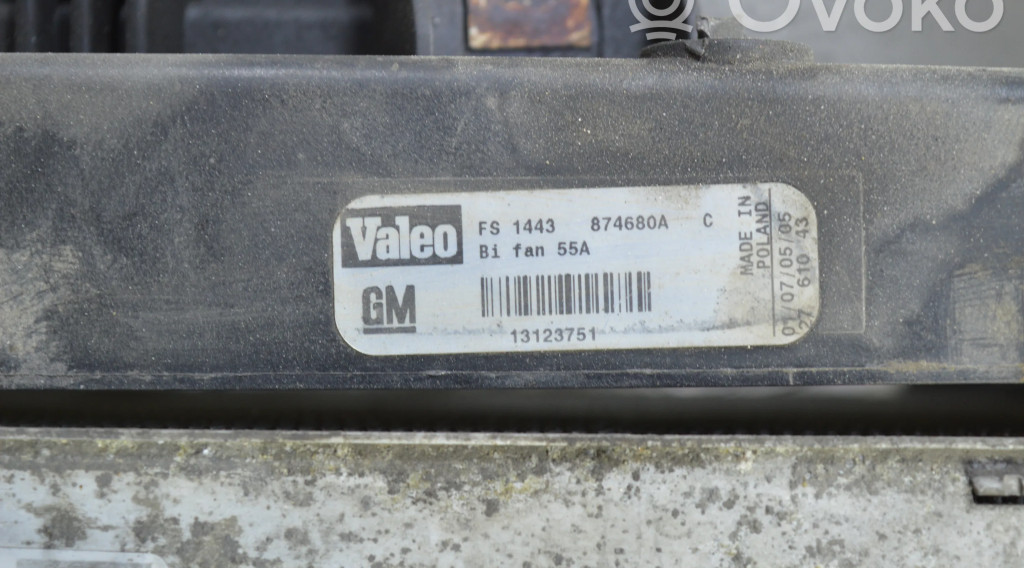 OVOKO
Valeo
FS 1443 874680A C
Bi fan 55A
GM
13123751
MADE IN
POLAND
01/07/05/05
27 610 43